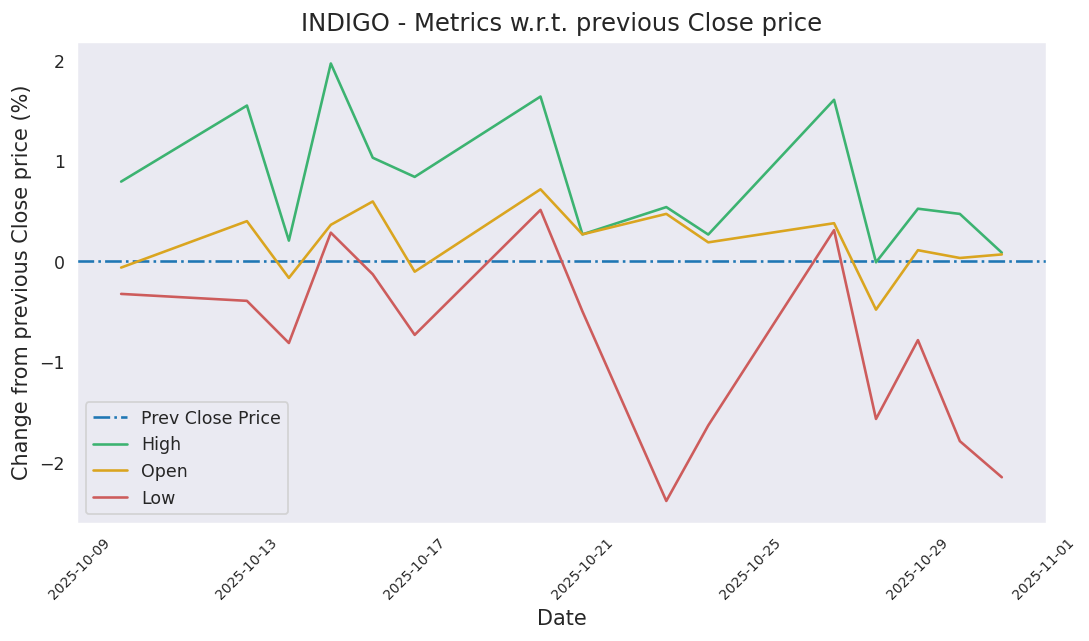 INDIGO - Metrics w.r.t. previous Close price
Change from previous Close price (%)
2
1
0
−1
−2
Prev Close Price
High
Open
Low
2025-10-09
2025-10-13
2025-10-17
2025-10-21
2025-10-25
2025-10-29
2025-11-01
Date